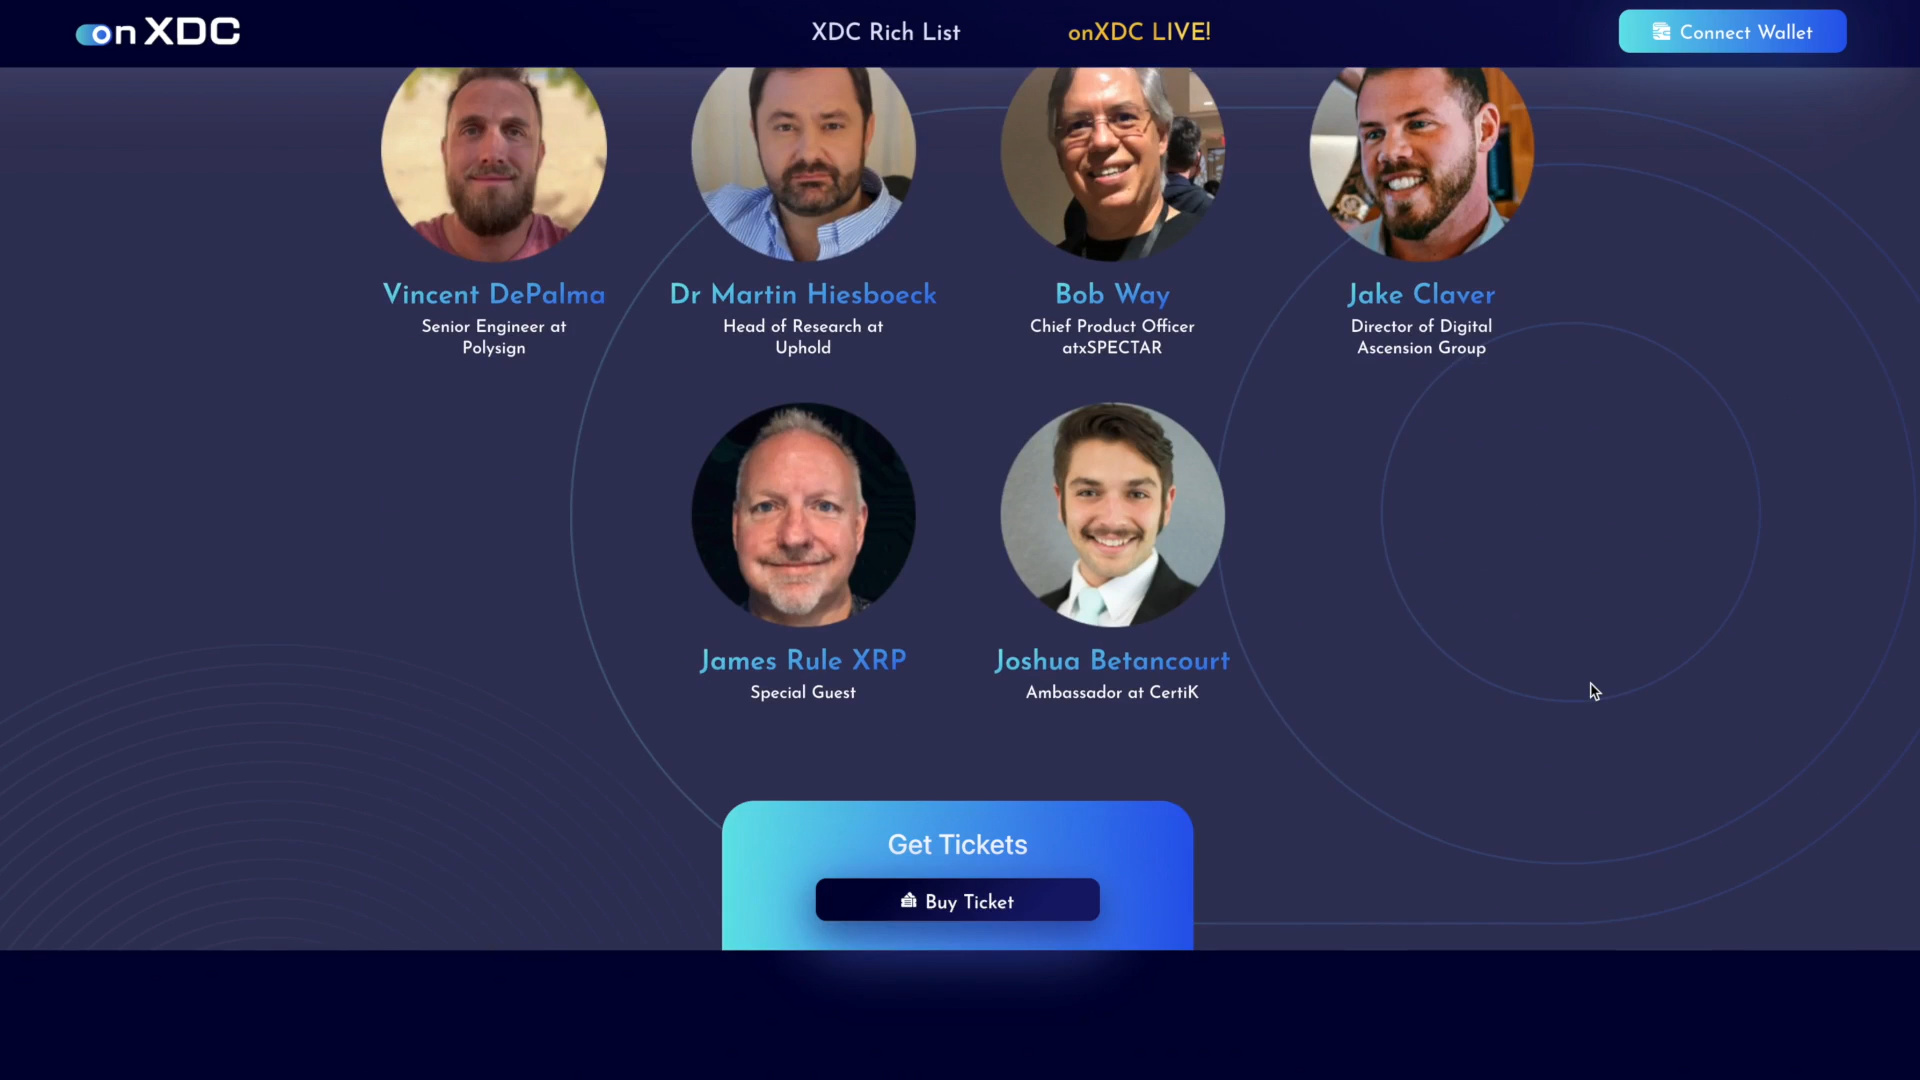 on XDC
XDC Rich List
onXDC LIVE!
Connect Wallet
Vincent DePalma
Senior Engineer at
Polysign
Dr Martin Hiesboeck
Head of Research at
Uphold
Bob Way
Chief Product Officer
atxSPECTAR
Jake Claver
Director of Digital
Ascension Group
James Rule XRP
Special Guest
Joshua Betancourt
Ambassador at CertiK
Get Tickets
Buy Ticket